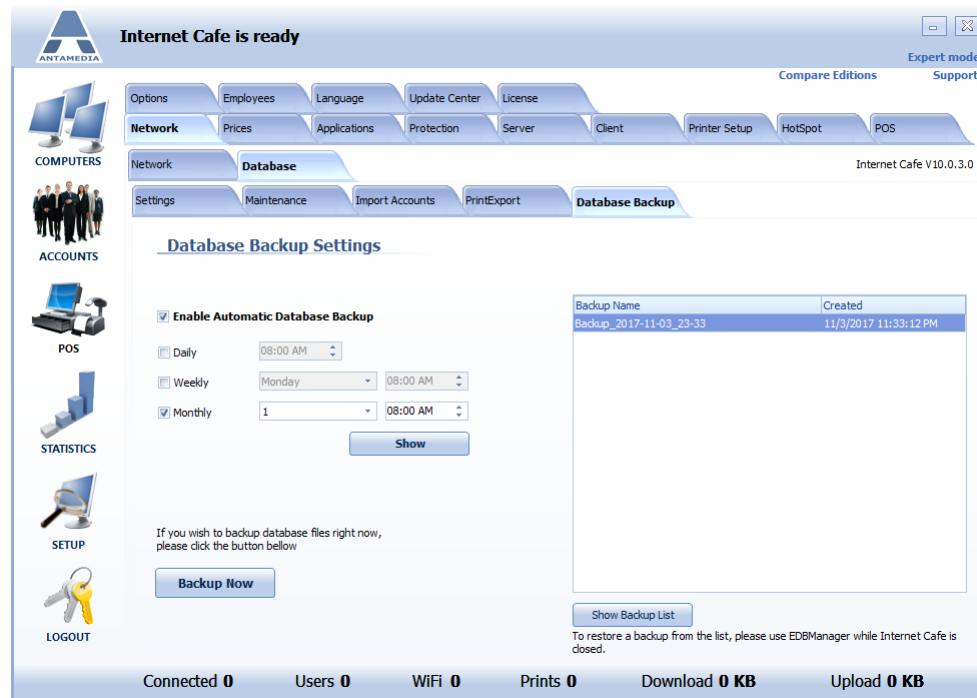 ANTAMEDIA
Internet Cafe is ready
Expert mode
Compare Editions Support
Options Employees Language Update Center License
Network Prices Applications Protection Server Client Printer Setup HotSpot POS
Network Database Internet Cafe V10.0.3.0
Settings Maintenance Import Accounts PrintExport Database Backup
COMPUTERS
ACCOUNTS
POS
STATISTICS
SETUP
LOGOUT
Database Backup Settings
Enable Automatic Database Backup
Daily 08:00 AM
Weekly Monday 08:00 AM
Monthly 1 08:00 AM
Show
If you wish to backup database files right now,
please click the button bellow
Backup Now
Backup Name Created
Backup_2017-11-03_23-33 11/3/2017 11:33:12 PM
Show Backup List
To restore a backup from the list, please use EDBManager while Internet Cafe is
closed.
Connected 0 Users 0 WiFi 0 Prints 0 Download 0 KB Upload 0 KB